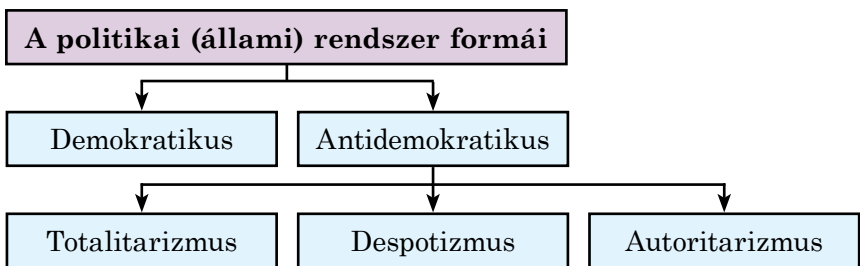 A politikai (állami) rendszer formái
Demokratikus
Antidemokratikus
Totalitarizmus
Despotizmus
Autoritarizmus